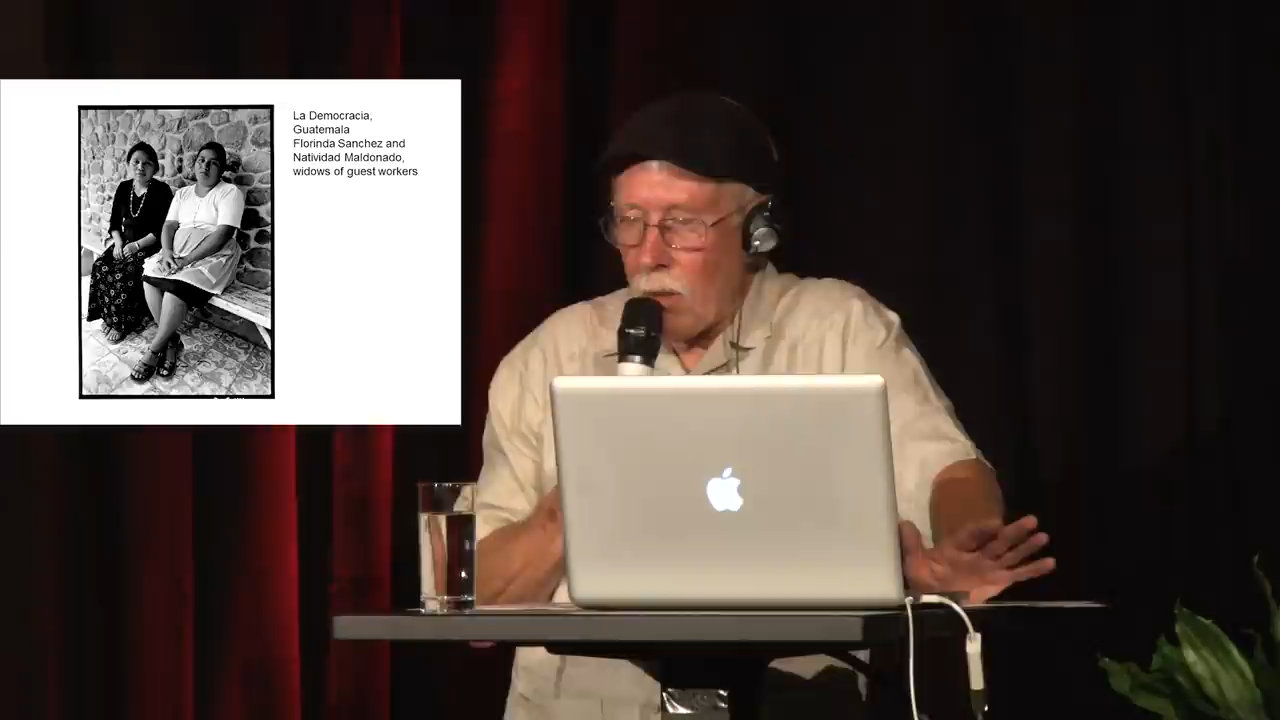 La Democracia,
Guatemala
Florinda Sanchez and
Natividad Maldonado,
widows of guest workers